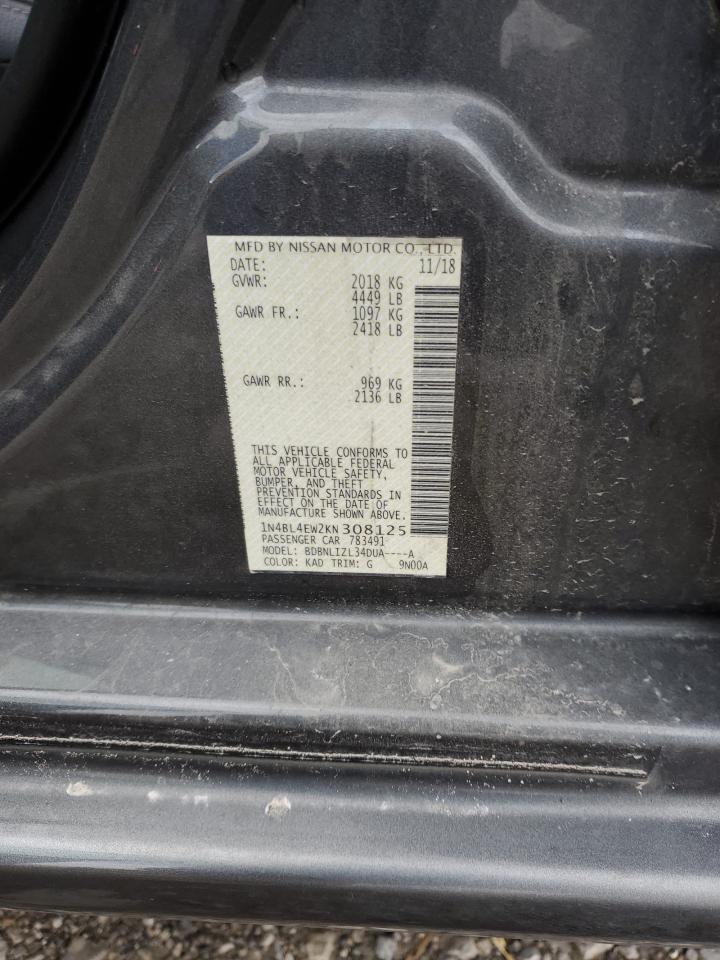 MFD BY NISSAN MOTOR CO., LTD.
DATE: 11/18
GVWR: 2018 KG
4449 LB
GAWR FR.: 1097 KG
2418 LB
GAWR RR.: 969 KG
2136 LB
THIS VEHICLE CONFORMS TO
ALL APPLICABLE FEDERAL
MOTOR VEHICLE SAFETY,
BUMPER, AND THEFT
PREVENTION STANDARDS IN
EFFECT ON THE DATE OF
MANUFACTURE SHOWN ABOVE.
1N4BL4EW2KN308125
PASSENGER CAR 783491
MODEL: BDBNLIZL34DUA----A
COLOR: KAD TRIM: G 9N00A